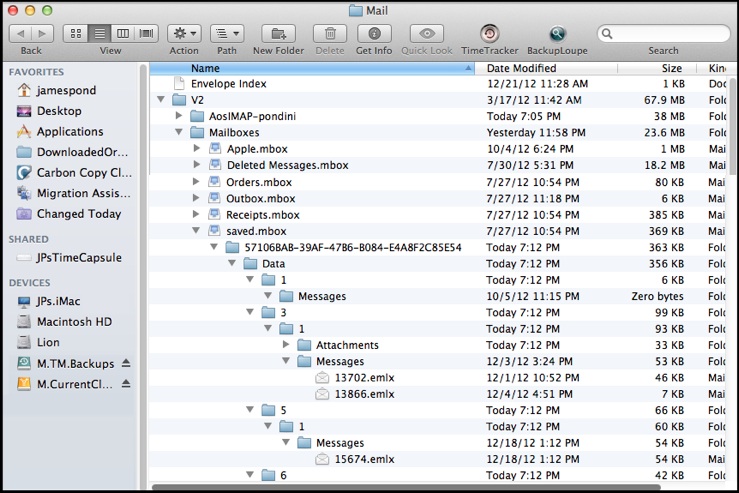 Mail
Back View Action Path New Folder Delete Get Info Quick Look TimeTracker BackupLoupe Search
FAVORITES
jamespond
Desktop
Applications
DownloadedOr...
Carbon Copy Cl...
Migration Assis...
Changed Today
SHARED
JPsTimeCapsule
DEVICES
JPs.iMac
Macintosh HD
Lion
M.TM.Backups
M.CurrentCl...
Name Date Modified Size Kin
Envelope Index 12/21/12 11:28 AM 1 KB Doc
V2 3/17/12 11:42 AM 67.9 MB Fold
AosIMAP-pondini Today 7:05 PM 38 MB Fold
Mailboxes Yesterday 11:58 PM 23.6 MB Fold
Apple.mbox 10/4/12 6:24 PM 1 MB Mai
Deleted Messages.mbox 7/30/12 5:31 PM 18.2 MB Mai
Orders.mbox 7/27/12 10:54 PM 80 KB Mai
Outbox.mbox 7/27/12 11:18 PM 6 KB Mai
Receipts.mbox 7/27/12 10:54 PM 385 KB Mai
saved.mbox 7/27/12 10:54 PM 369 KB Mai
57106BAB-39AF-47B6-B084-E4A8F2C85E54 Today 7:12 PM 363 KB Fold
Data Today 7:12 PM 356 KB Fold
1 Today 7:12 PM 6 KB Fold
Messages 10/5/12 11:15 PM Zero bytes Fold
3 Today 7:12 PM 99 KB Fold
1 Today 7:12 PM 93 KB Fold
Attachments Today 7:12 PM 33 KB Fold
Messages 12/3/12 3:24 PM 53 KB Fold
13702.emlx 12/1/12 10:52 PM 46 KB Mai
13866.emlx 12/4/12 4:51 PM 7 KB Mai
5 Today 7:12 PM 66 KB Fold
1 Today 7:12 PM 60 KB Fold
Messages 12/18/12 1:12 PM 54 KB Fold
15674.emlx 12/18/12 1:12 PM 54 KB Mai
6 Today 7:12 PM 42 KB Fold